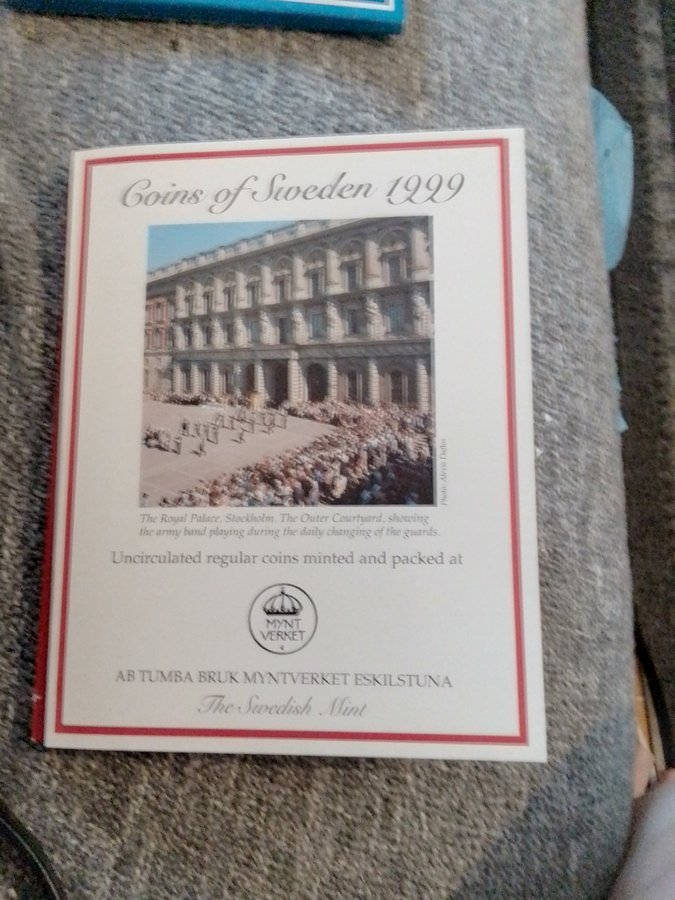 Coins of Sweden 1999
Photo: Alexis Daflos
The Royal Palace, Stockholm. The Outer Courtyard, showing
the army band playing during the daily changing of the guards.
Uncirculated regular coins minted and packed at
MYNT
VERKET
AB TUMBA BRUK MYNTVERKET ESKILSTUNA
The Swedish Mint